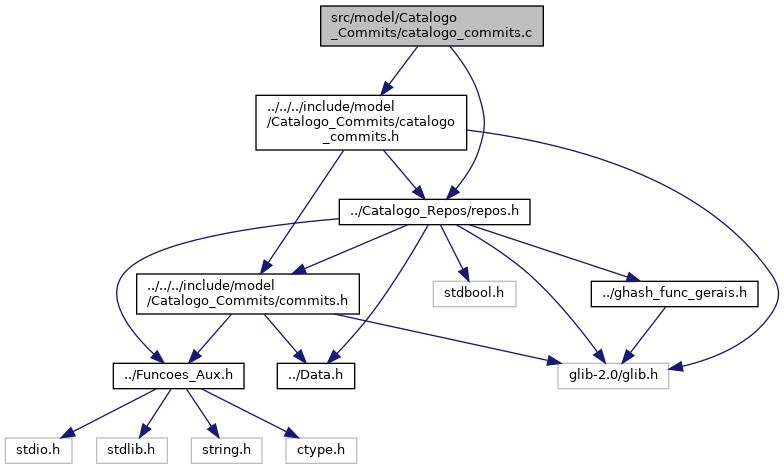 src/model/Catalogo
_Commits/catalogo_commits.c
../../../include/model
/Catalogo_Commits/catalogo
_commits.h
../Catalogo_Repos/repos.h
../../../include/model
/Catalogo_Commits/commits.h
stdbool.h
../ghash_func_gerais.h
../Funcoes_Aux.h
../Data.h
glib-2.0/glib.h
stdio.h
stdlib.h
string.h
ctype.h